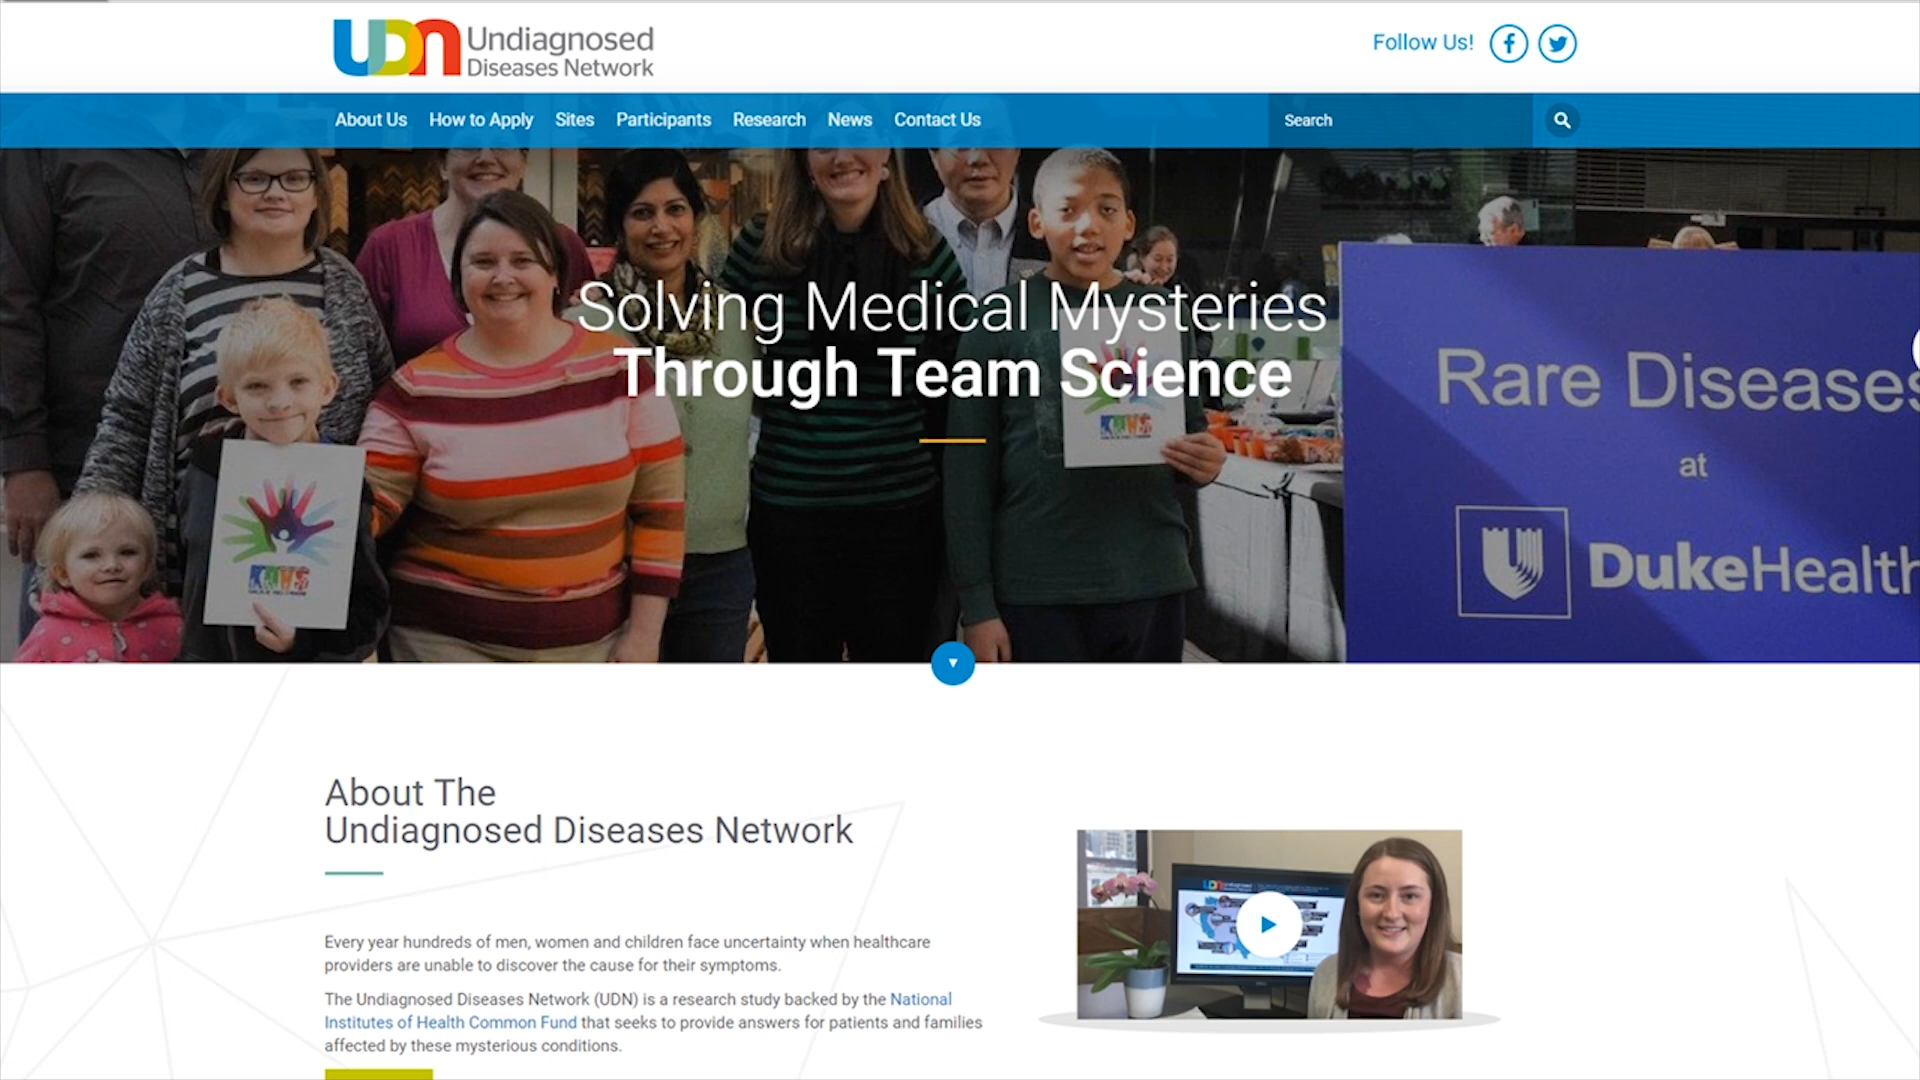 UDN Undiagnosed
Diseases Network
Follow Us!
About Us How to Apply Sites Participants Research News Contact Us
Search
Solving Medical Mysteries
Through Team Science
Rare Diseases
at
DukeHealth
About The
Undiagnosed Diseases Network
Every year hundreds of men, women and children face uncertainty when healthcare
providers are unable to discover the cause for their symptoms.
The Undiagnosed Diseases Network (UDN) is a research study backed by the National
Institutes of Health Common Fund that seeks to provide answers for patients and families
affected by these mysterious conditions.